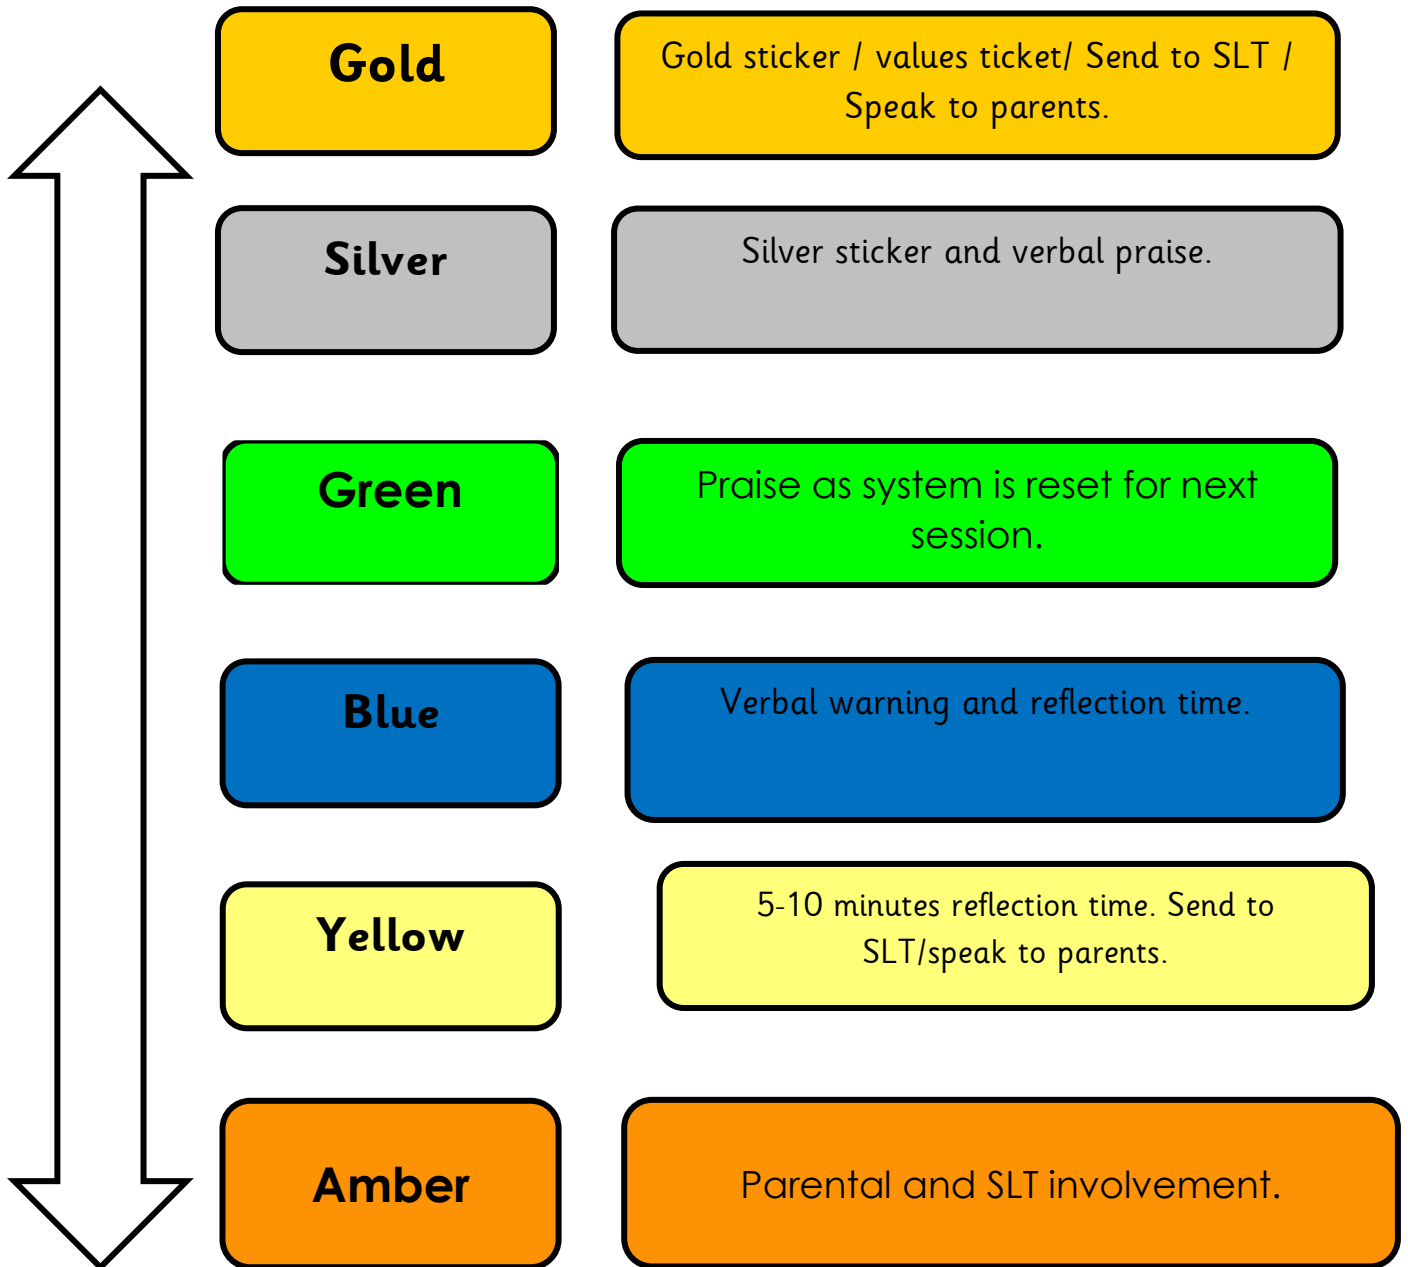 Gold
Gold sticker / values ticket/ Send to SLT /
Speak to parents.
Silver
Silver sticker and verbal praise.
Green
Praise as system is reset for next
session.
Blue
Verbal warning and reflection time.
Yellow
5-10 minutes reflection time. Send to
SLT/speak to parents.
Amber
Parental and SLT involvement.